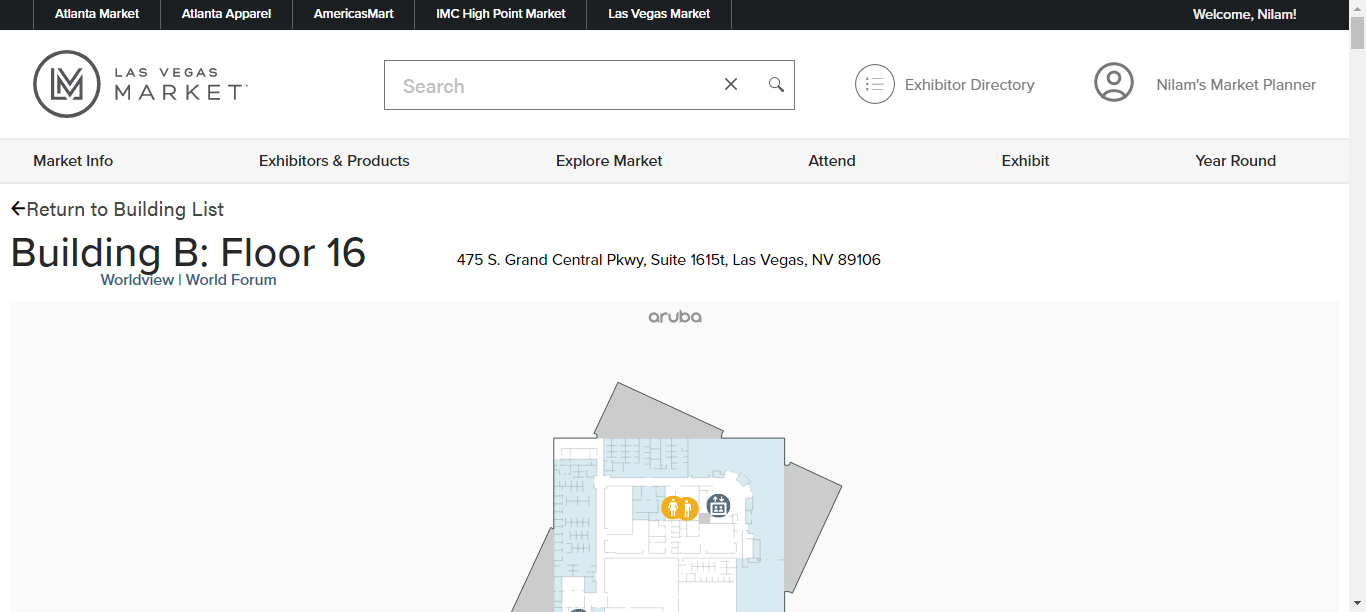 Atlanta Market
Atlanta Apparel
AmericasMart
IMC High Point Market
Las Vegas Market
Welcome, Nilam!
LAS VEGAS
MARKET
Search
Exhibitor Directory
Nilam's Market Planner
Market Info
Exhibitors & Products
Explore Market
Attend
Exhibit
Year Round
Return to Building List
Building B: Floor 16
475 S. Grand Central Pkwy, Suite 1615t, Las Vegas, NV 89106
Worldview | World Forum
aruba